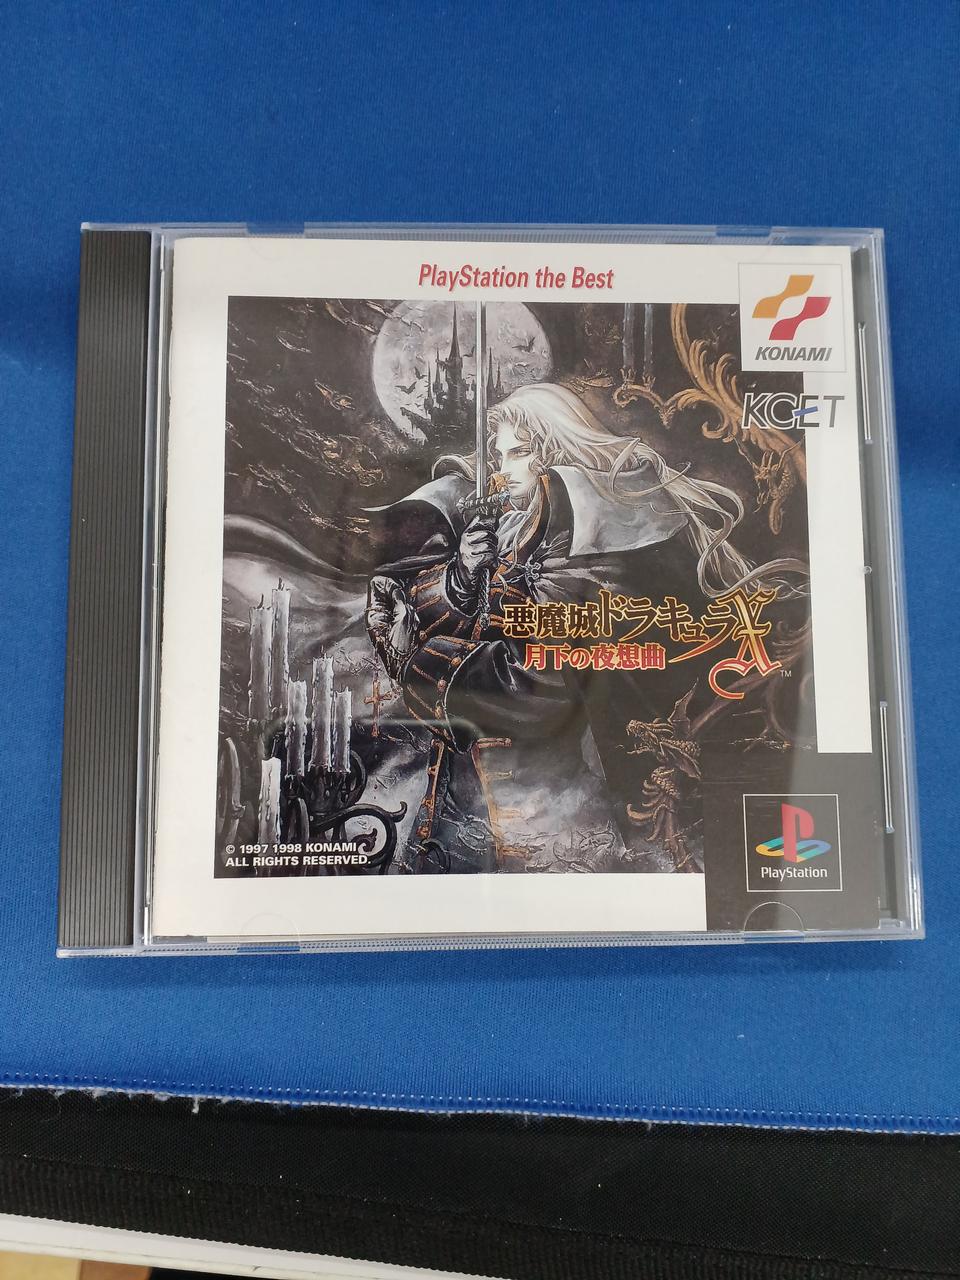 PlayStation the Best
KONAMI
KCET
悪魔城ドラキュラX
月下の夜想曲
TM
© 1997 1998 KONAMI
ALL RIGHTS RESERVED.
PlayStation